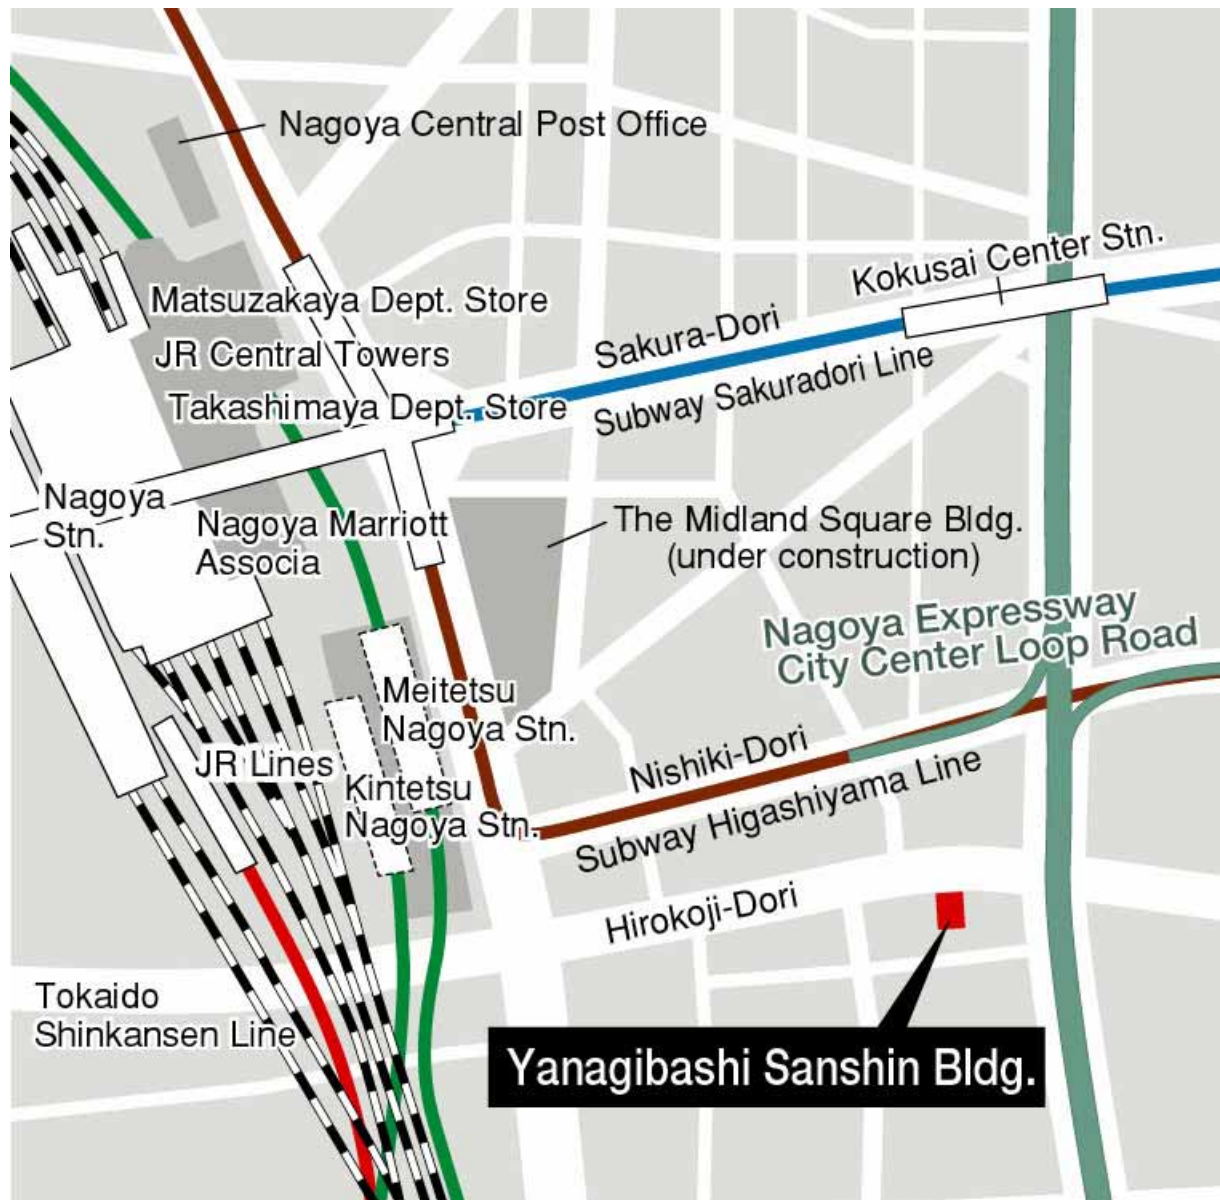 Nagoya Central Post Office
Kokusai Center Stn.
Matsuzakaya Dept. Store
Sakura-Dori
JR Central Towers
Subway Sakuradori Line
Takashimaya Dept. Store
Nagoya
Stn.
Nagoya Marriott
Associa
The Midland Square Bldg.
(under construction)
Nagoya Expressway
City Center Loop Road
Meitetsu
Nagoya Stn.
Nishiki-Dori
JR Lines
Subway Higashiyama Line
Kintetsu
Nagoya Stn.
Hirokoji-Dori
Tokaido
Shinkansen Line
Yanagibashi Sanshin Bldg.